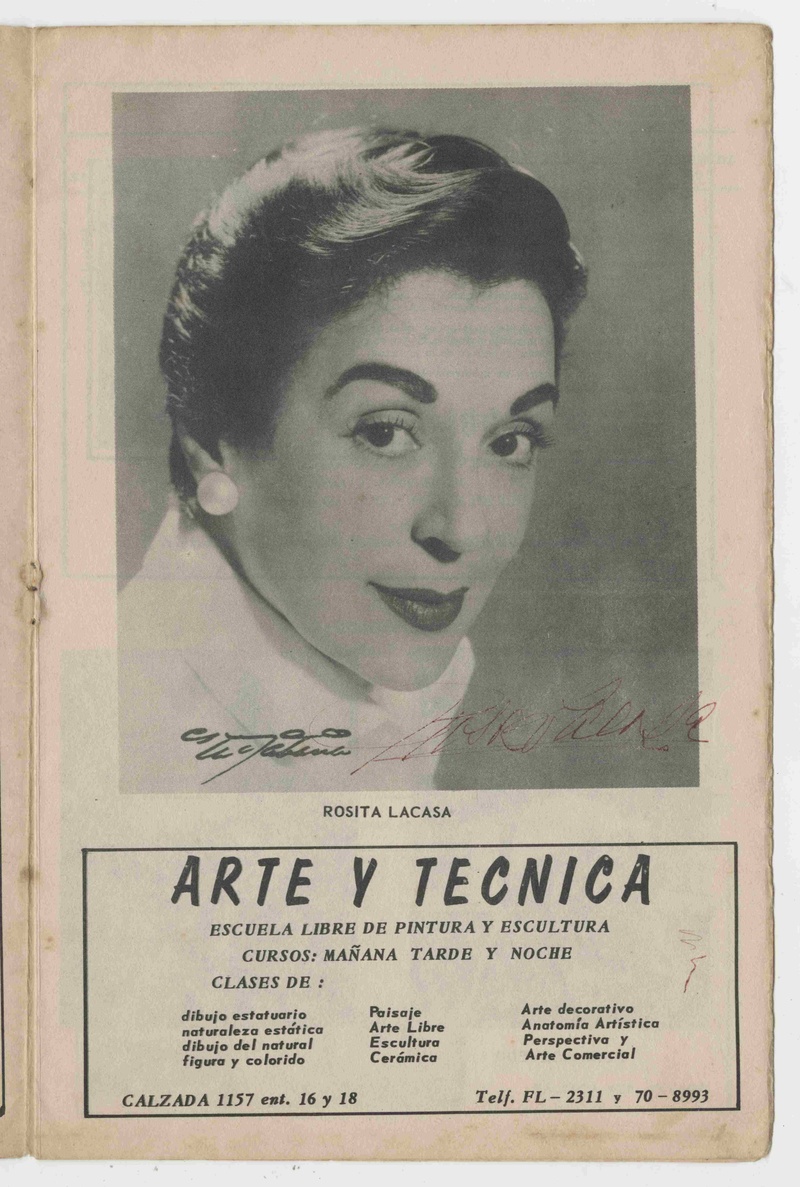 Rosita Lacasa
ROSITA LACASA
ARTE Y TECNICA
ESCUELA LIBRE DE PINTURA Y ESCULTURA
CURSOS: MAÑANA TARDE Y NOCHE
CLASES DE :
dibujo estatuario
naturaleza estática
dibujo del natural
figura y colorido
Paisaje
Arte Libre
Escultura
Cerámica
Arte decorativo
Anatomía Artística
Perspectiva y
Arte Comercial
CALZADA 1157 ent. 16 y 18
Telf. FL – 2311 y 70 – 8993